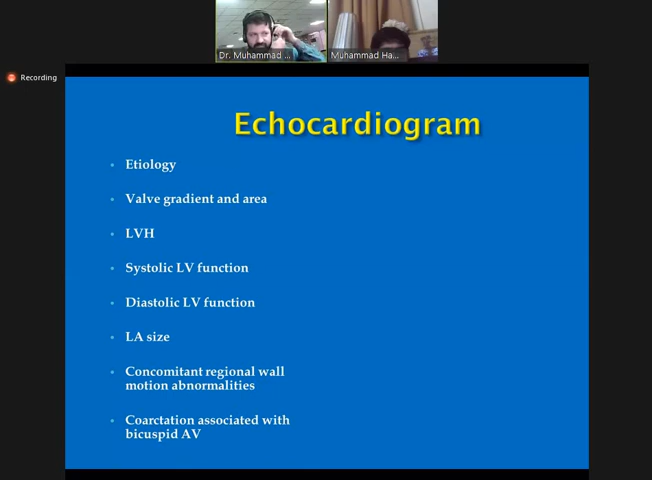 Dr. Muhammad ...
Muhammad Ha...
Recording
Echocardiogram
• Etiology
• Valve gradient and area
• LVH
• Systolic LV function
• Diastolic LV function
• LA size
• Concomitant regional wall
motion abnormalities
• Coarctation associated with
bicuspid AV